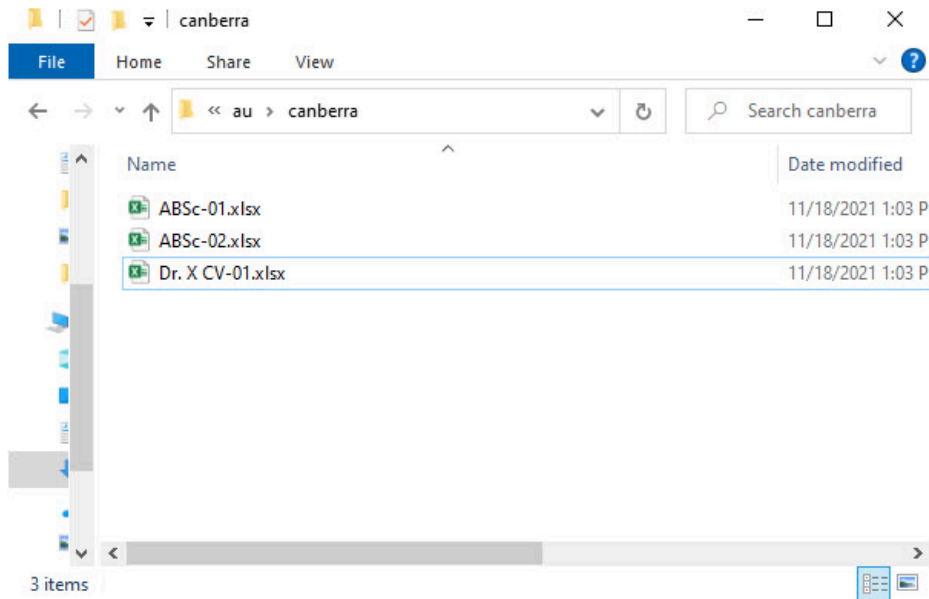 canberra
File Home Share View
« au › canberra Search canberra
Name Date modified
ABSc-01.xlsx 11/18/2021 1:03 P
ABSc-02.xlsx 11/18/2021 1:03 P
Dr. X CV-01.xlsx 11/18/2021 1:03 P
3 items